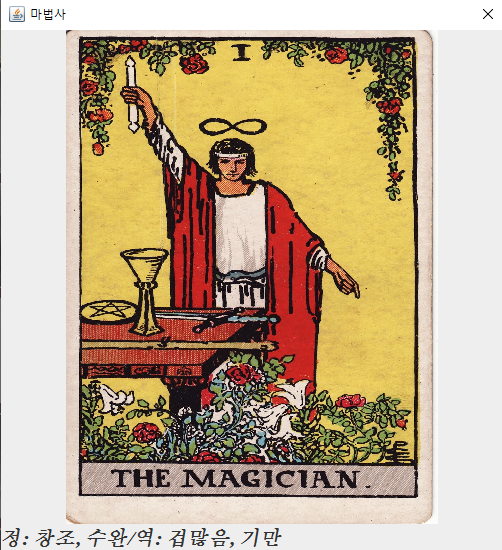 마법사
I
THE MAGICIAN.
정: 창조, 수완/역: 겁많음, 기만